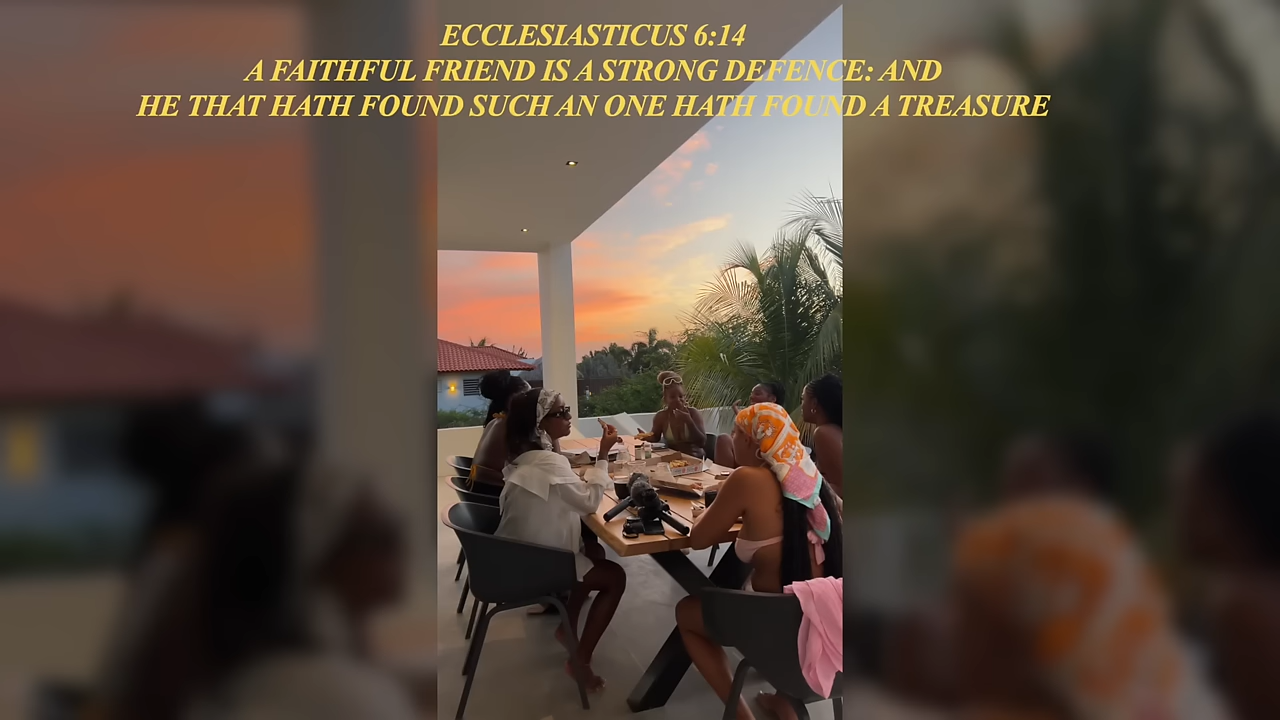 ECCLESIASTICUS 6:14
A FAITHFUL FRIEND IS A STRONG DEFENCE: AND
HE THAT HATH FOUND SUCH AN ONE HATH FOUND A TREASURE